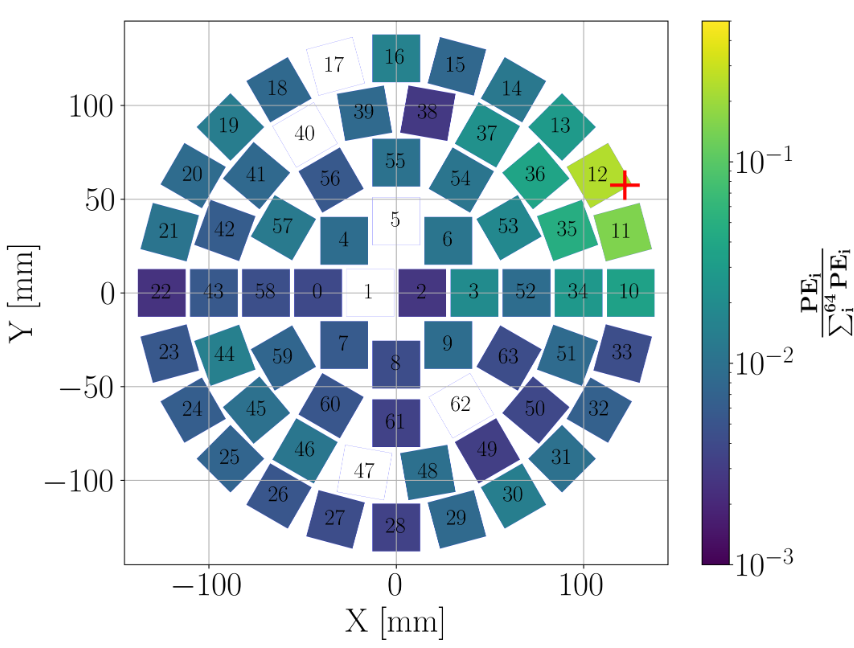 17 16 15
18 39 38 14
19 40 37 13
20 41 56 55 54 36 12
21 42 57 4 5 6 53 35 11
22 43 58 0 1 2 3 52 34 10
23 44 59 7 8 9 63 51 33
24 45 60 61 62 50 32
25 46 47 48 49 31
26 27 28 29 30
100
50
0
−50
−100
Y [mm]
−100 0 100
X [mm]
10⁻¹
10⁻²
10⁻³
PEᵢ
∑ᵢ⁶⁴ PEᵢ